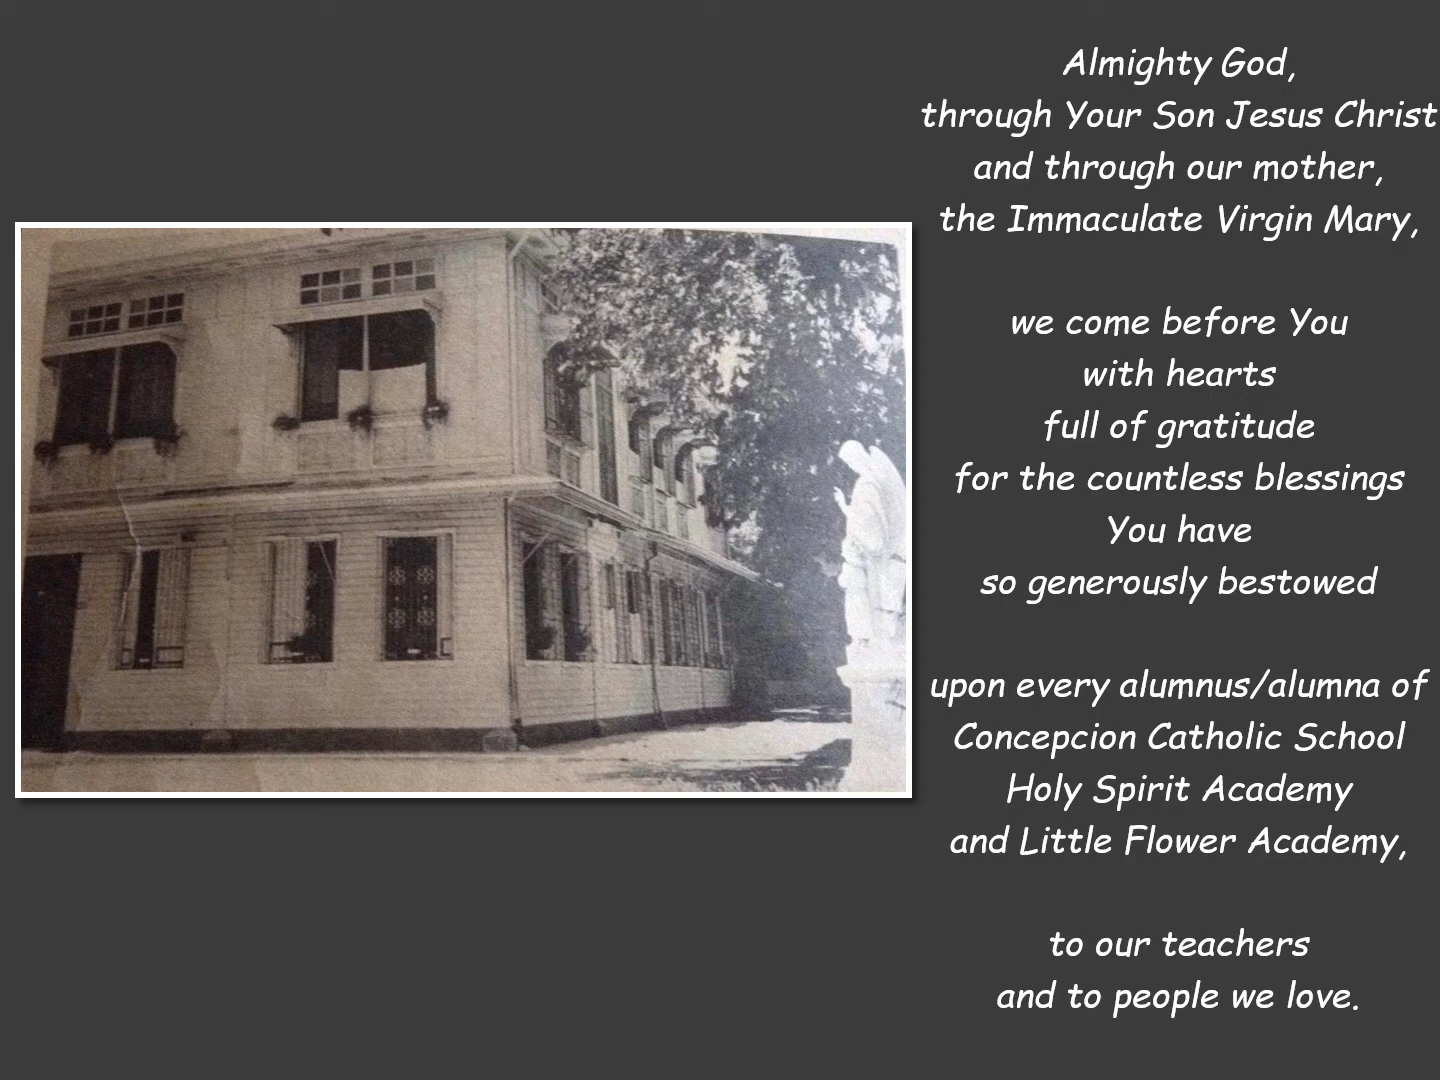 Almighty God,
through Your Son Jesus Christ
and through our mother,
the Immaculate Virgin Mary,
we come before You
with hearts
full of gratitude
for the countless blessings
You have
so generously bestowed
upon every alumnus/alumna of
Concepcion Catholic School
Holy Spirit Academy
and Little Flower Academy,
to our teachers
and to people we love.